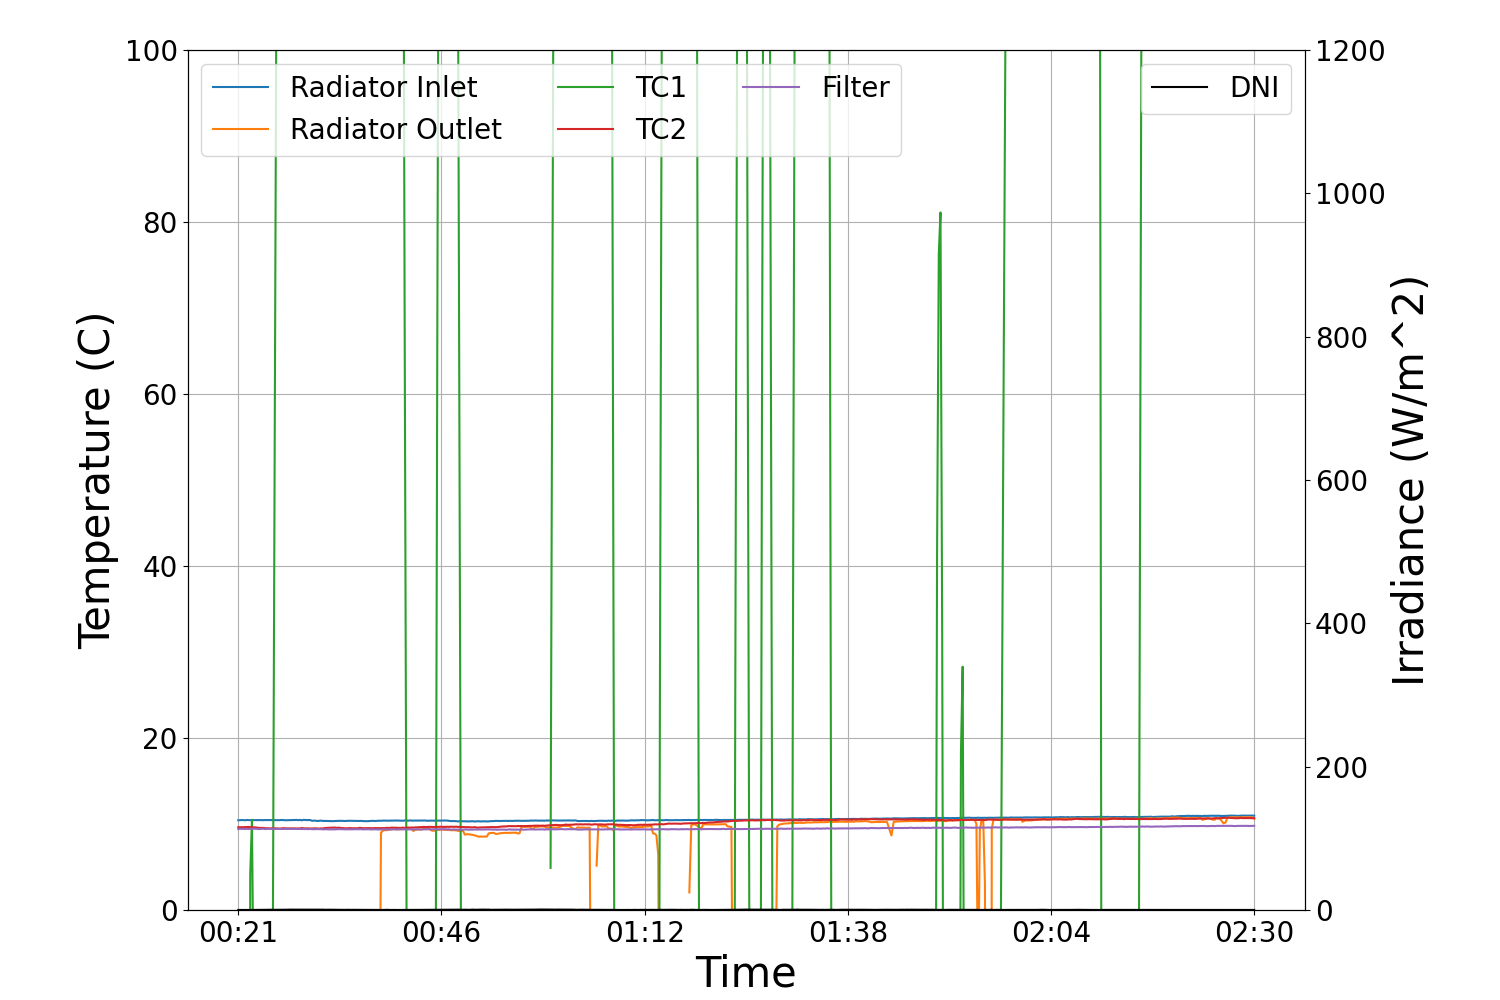 100
80
60
40
20
0
Temperature (C)
Radiator Inlet
Radiator Outlet
TC1
TC2
Filter
DNI
1200
1000
800
600
400
200
0
Irradiance (W/m^2)
00:21
00:46
01:12
01:38
02:04
02:30
Time